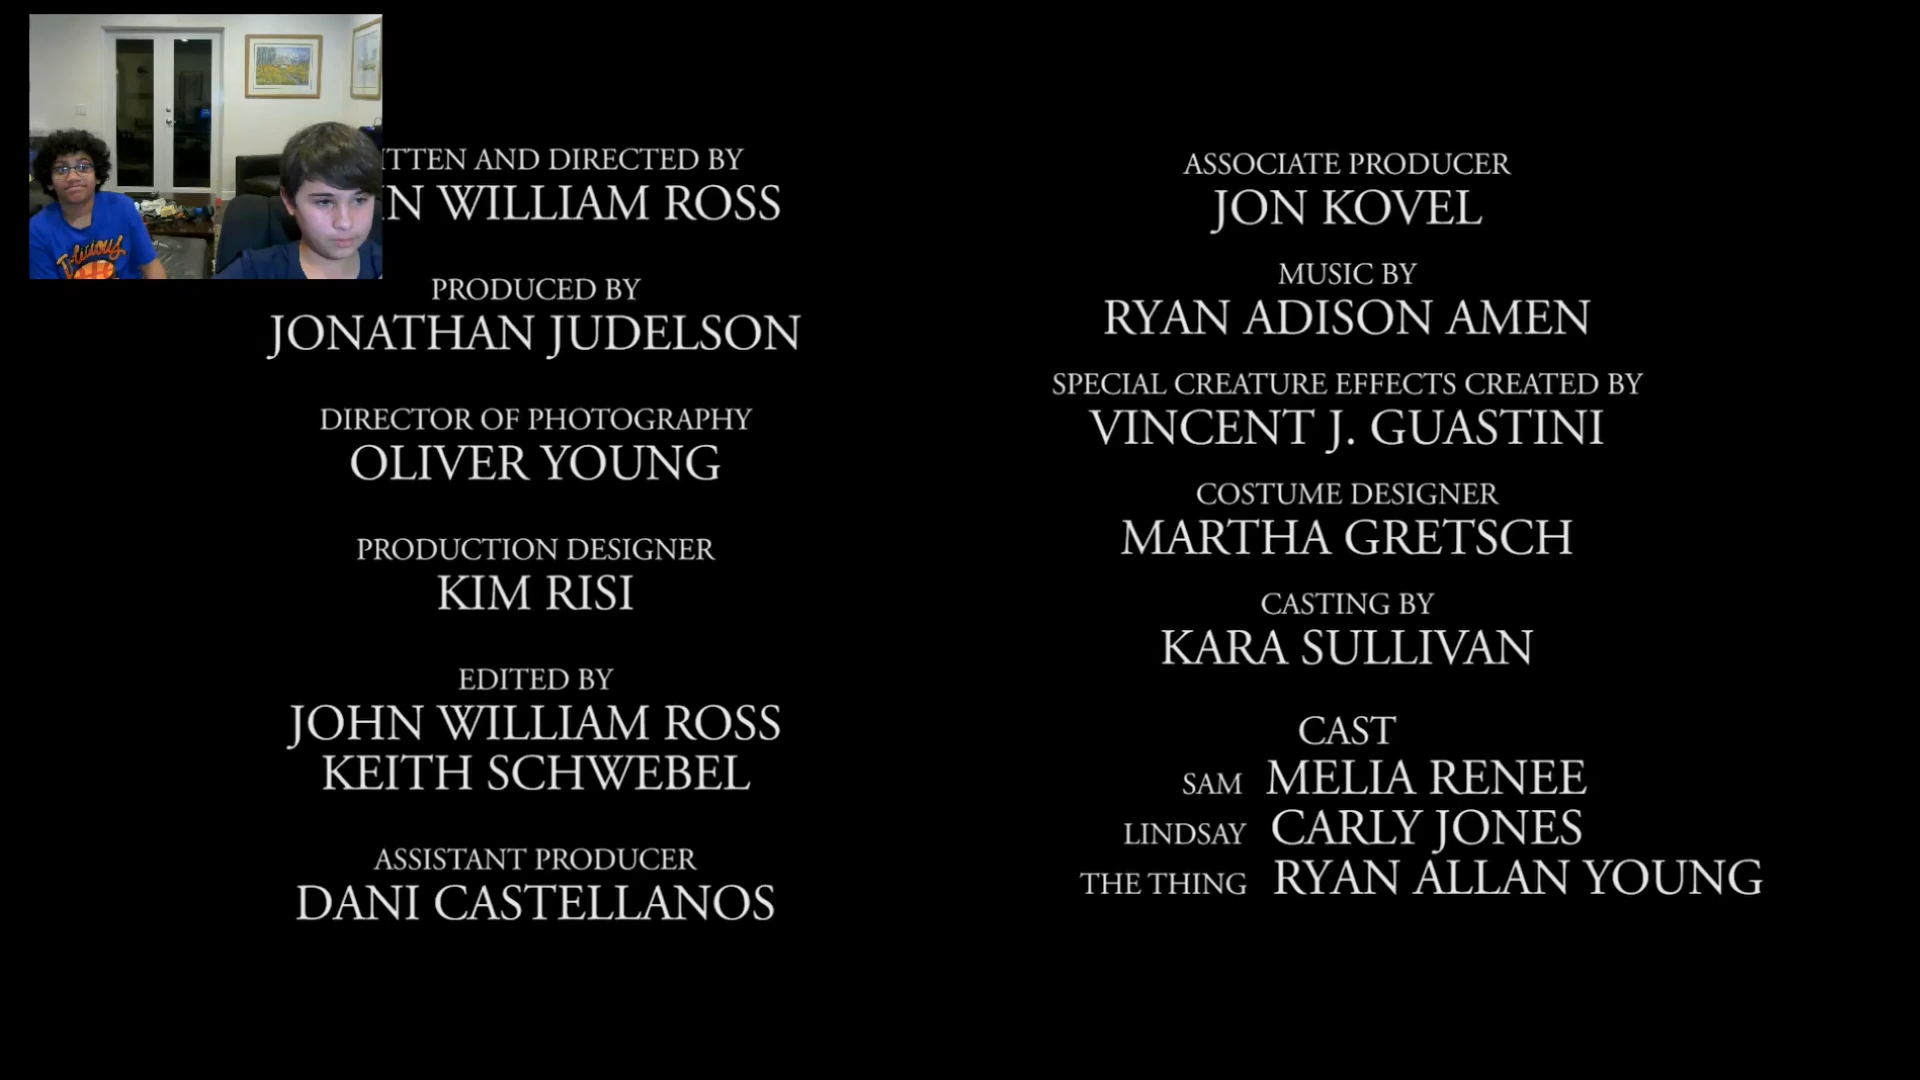 ITTEN AND DIRECTED BY
N WILLIAM ROSS
PRODUCED BY
JONATHAN JUDELSON
DIRECTOR OF PHOTOGRAPHY
OLIVER YOUNG
PRODUCTION DESIGNER
KIM RISI
EDITED BY
JOHN WILLIAM ROSS
KEITH SCHWEBEL
ASSISTANT PRODUCER
DANI CASTELLANOS
ASSOCIATE PRODUCER
JON KOVEL
MUSIC BY
RYAN ADISON AMEN
SPECIAL CREATURE EFFECTS CREATED BY
VINCENT J. GUASTINI
COSTUME DESIGNER
MARTHA GRETSCH
CASTING BY
KARA SULLIVAN
CAST
SAM MELIA RENEE
LINDSAY CARLY JONES
THE THING RYAN ALLAN YOUNG